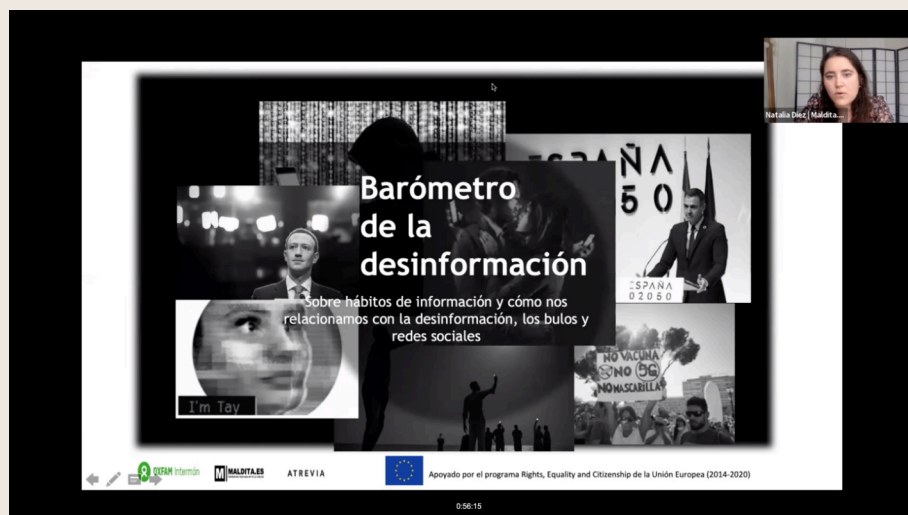 Natalia Díez | Maldita....
ESPAÑA
50
Barómetro
de la
desinformación
Sobre hábitos de información y cómo nos
relacionamos con la desinformación, los bulos y
redes sociales
ESPAÑA
02050
NO VACUNA
NO 5G
NO MASCARILLA
I'm Tay
OXFAM Intermón
MALDITA.ES
ATREVIA
Apoyado por el programa Rights, Equality and Citizenship de la Unión Europea (2014-2020)
0:56:15